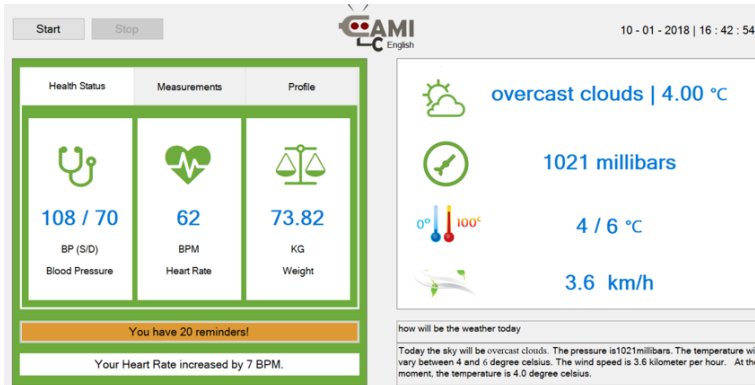 Start
Stop
CAMI
English
10 - 01 - 2018 | 16 : 42 : 54
Health Status
Measurements
Profile
108 / 70
BP (S/D)
Blood Pressure
62
BPM
Heart Rate
73.82
KG
Weight
You have 20 reminders!
Your Heart Rate increased by 7 BPM.
overcast clouds | 4.00 °C
1021 millibars
0° 100°
4 / 6 °C
3.6 km/h
how will be the weather today
Today the sky will be overcast clouds. The pressure is1021millibars. The temperature wi
vary between 4 and 6 degree celsius. The wind speed is 3.6 kilometer per hour. At the
moment, the temperature is 4.0 degree celsius.